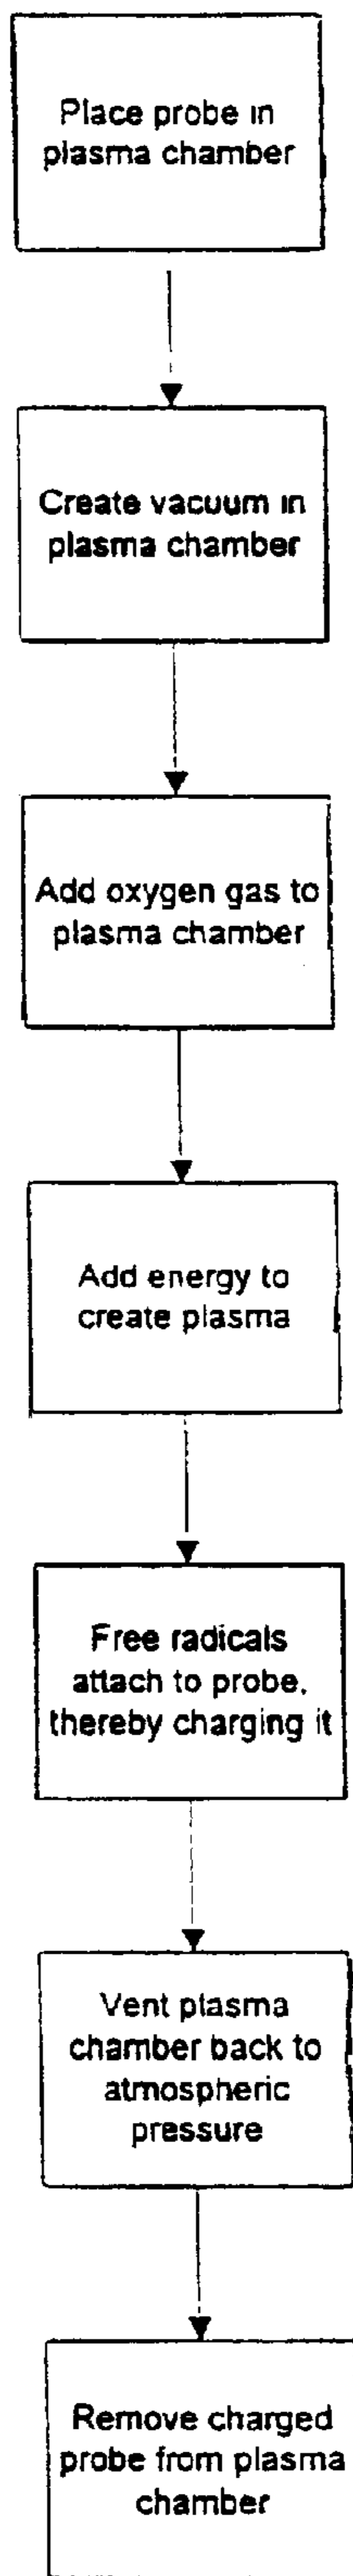 Place probe in
plasma chamber
Create vacuum in
plasma chamber
Add oxygen gas to
plasma chamber
Add energy to
create plasma
Free radicals
attach to probe,
thereby charging it
Vent plasma
chamber back to
atmospheric
pressure
Remove charged
probe from plasma
chamber